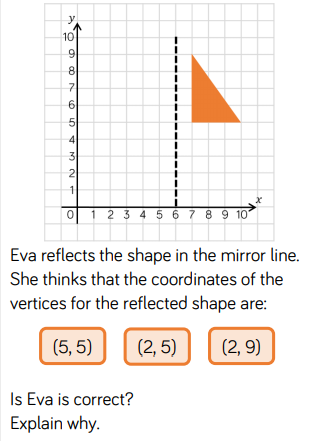 y
10
9
8
7
6
5
4
3
2
1
0 1 2 3 4 5 6 7 8 9 10 x
Eva reflects the shape in the mirror line.
She thinks that the coordinates of the
vertices for the reflected shape are:
(5, 5) (2, 5) (2, 9)
Is Eva is correct?
Explain why.